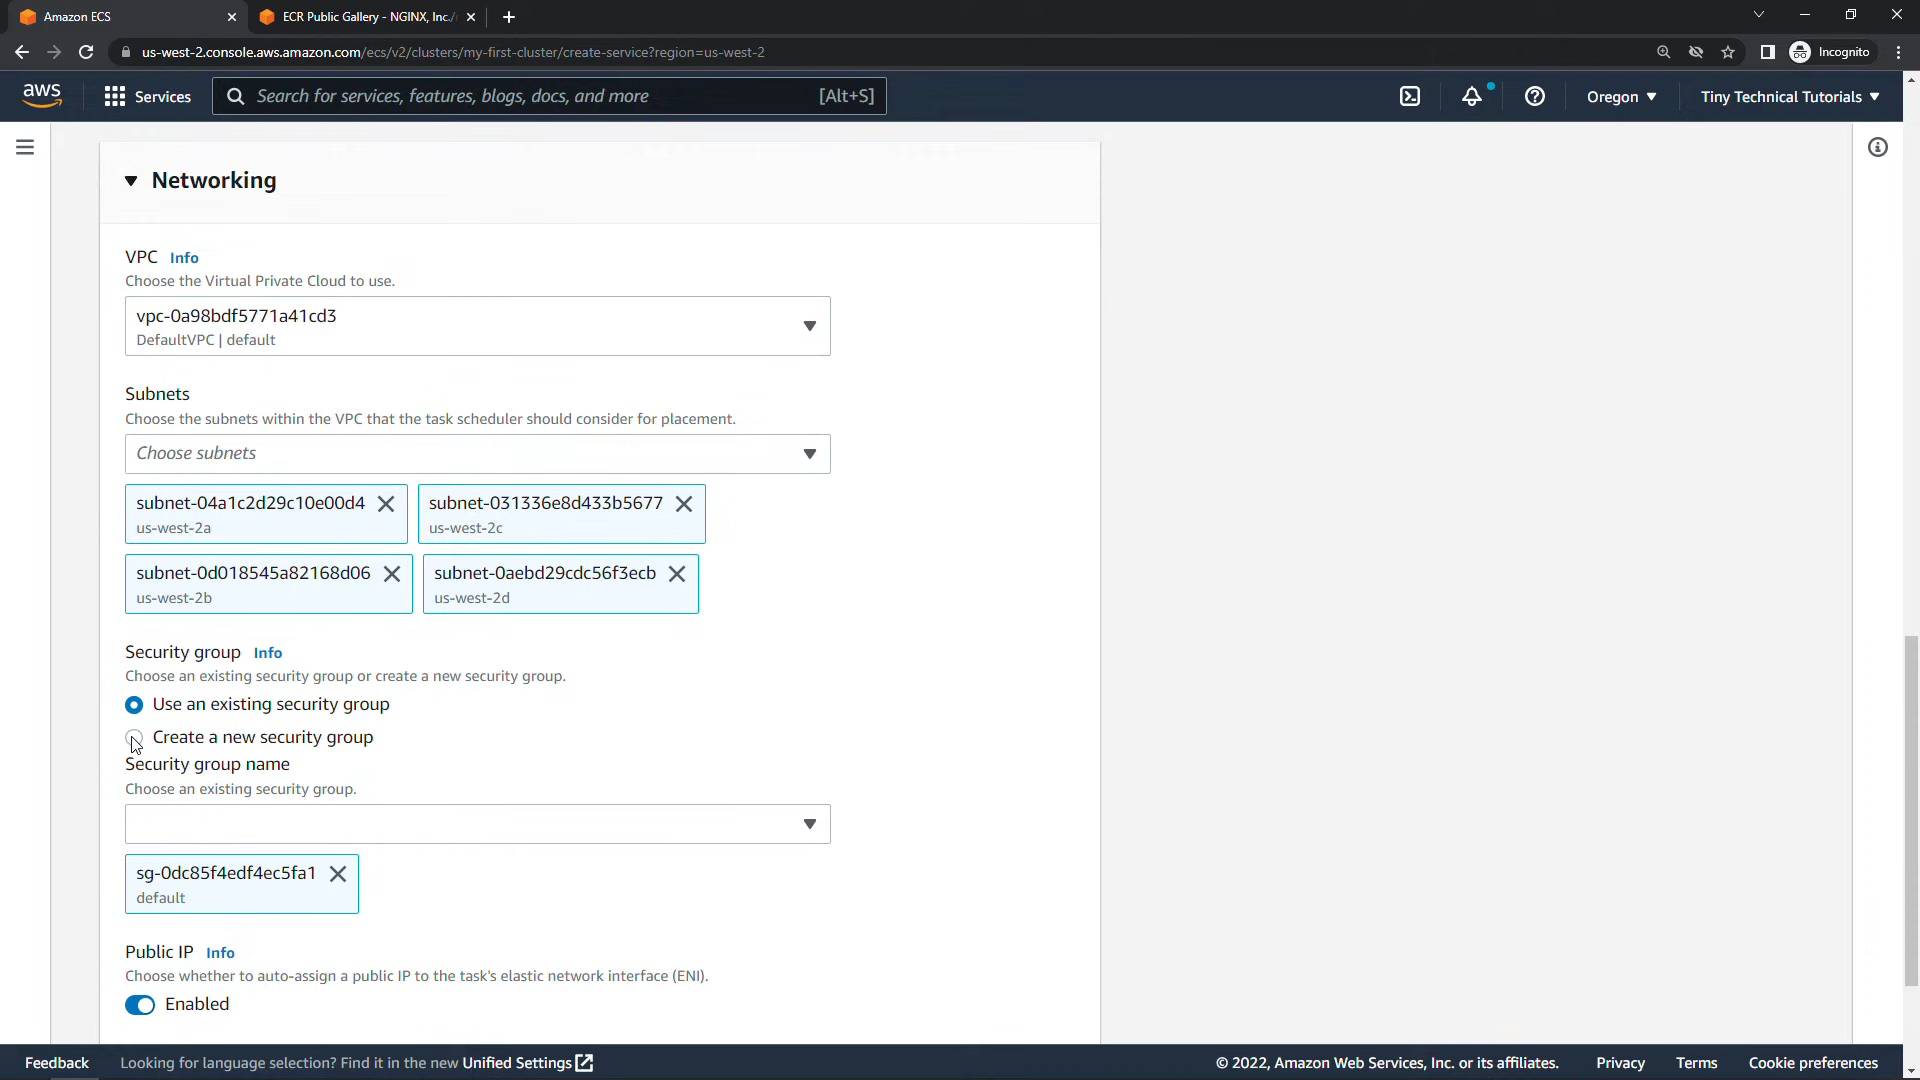 Amazon ECS
ECR Public Gallery - NGINX, Inc./
us-west-2.console.aws.amazon.com/ecs/v2/clusters/my-first-cluster/create-service?region=us-west-2
Incognito
aws
Services
Search for services, features, blogs, docs, and more
[Alt+S]
Oregon
Tiny Technical Tutorials
Networking
VPC Info
Choose the Virtual Private Cloud to use.
vpc-0a98bdf5771a41cd3
DefaultVPC | default
Subnets
Choose the subnets within the VPC that the task scheduler should consider for placement.
Choose subnets
subnet-04a1c2d29c10e00d4
us-west-2a
subnet-031336e8d433b5677
us-west-2c
subnet-0d018545a82168d06
us-west-2b
subnet-0aebd29cdc56f3ecb
us-west-2d
Security group Info
Choose an existing security group or create a new security group.
Use an existing security group
Create a new security group
Security group name
Choose an existing security group.
sg-0dc85f4edf4ec5fa1
default
Public IP Info
Choose whether to auto-assign a public IP to the task's elastic network interface (ENI).
Enabled
Feedback
Looking for language selection? Find it in the new Unified Settings
© 2022, Amazon Web Services, Inc. or its affiliates.
Privacy
Terms
Cookie preferences